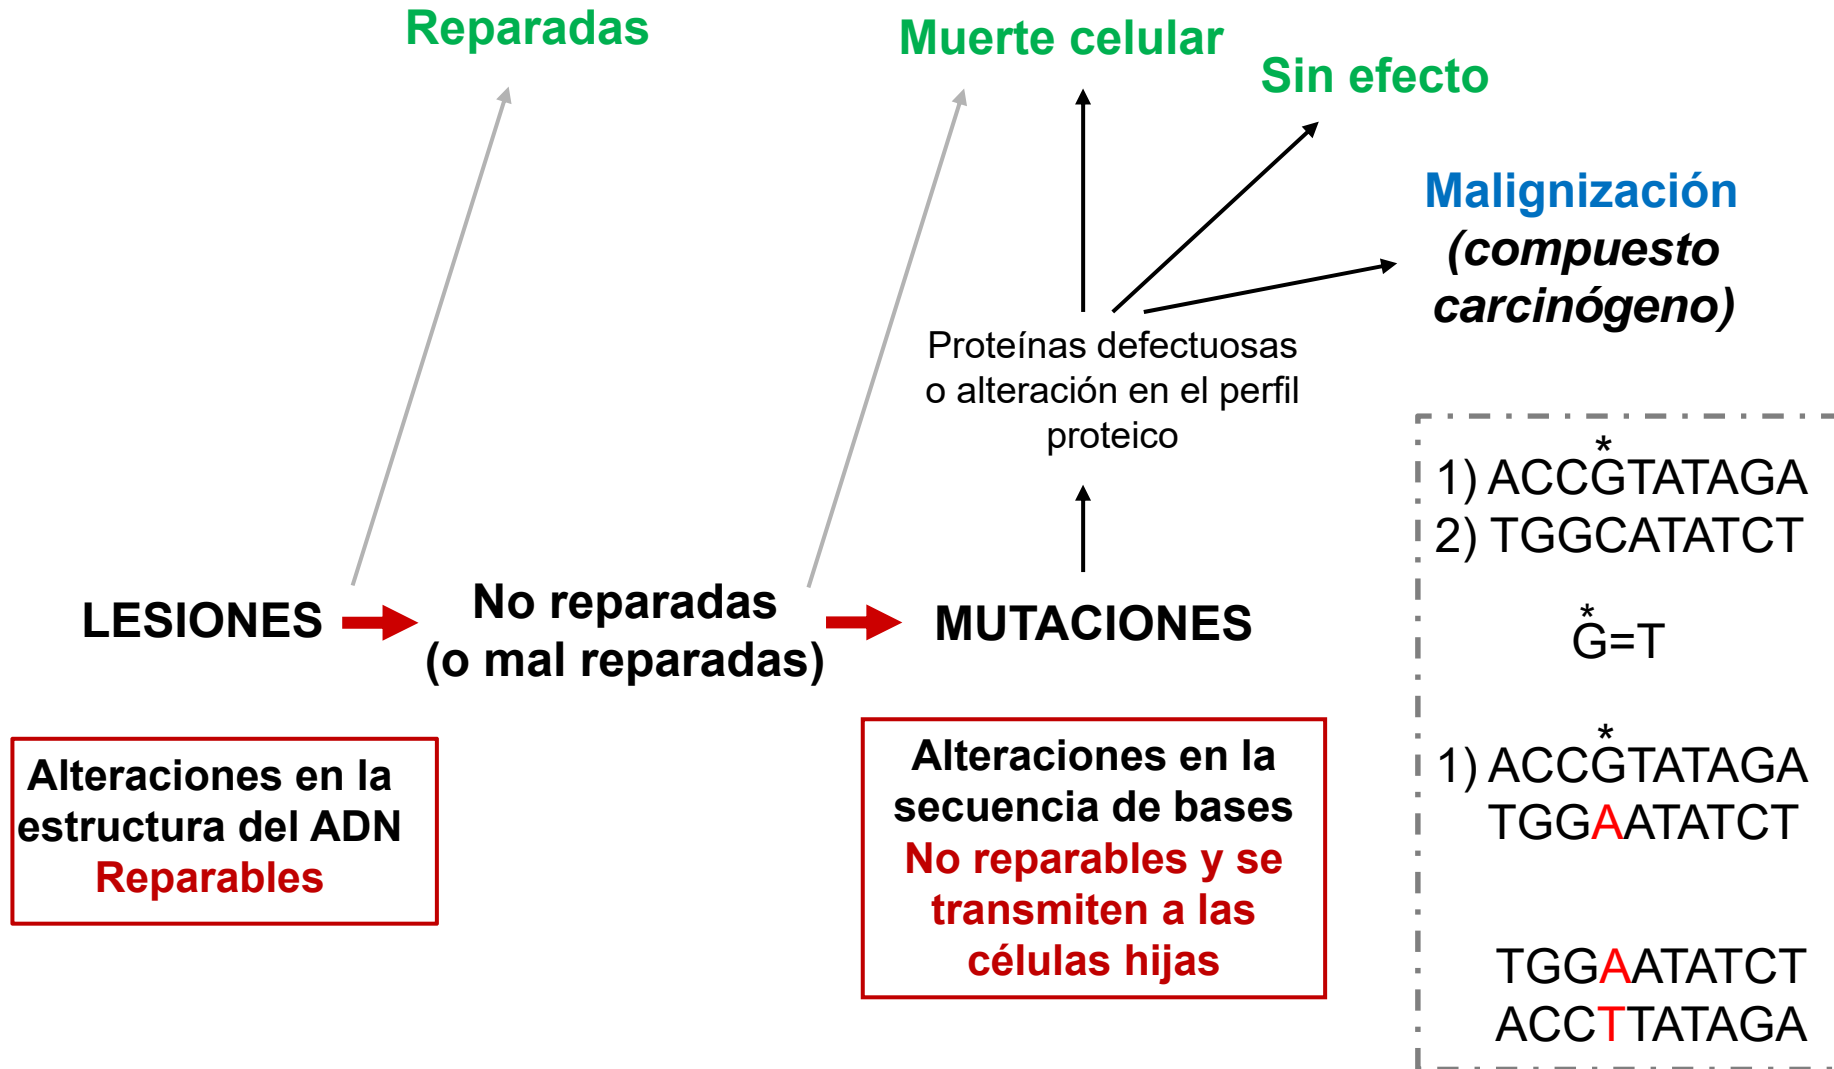 Reparadas
Muerte celular
Sin efecto
Malignización
(compuesto
carcinógeno)
Proteínas defectuosas
o alteración en el perfil
proteico
LESIONES
No reparadas
(o mal reparadas)
MUTACIONES
Alteraciones en la
estructura del ADN
Reparables
Alteraciones en la
secuencia de bases
No reparables y se
transmiten a las
células hijas
*
1) ACCGTATAGA
2) TGGCATATCT
*
G=T
*
1) ACCGTATAGA
TGGAATATCT
TGGAATATCT
ACCTTATAGA